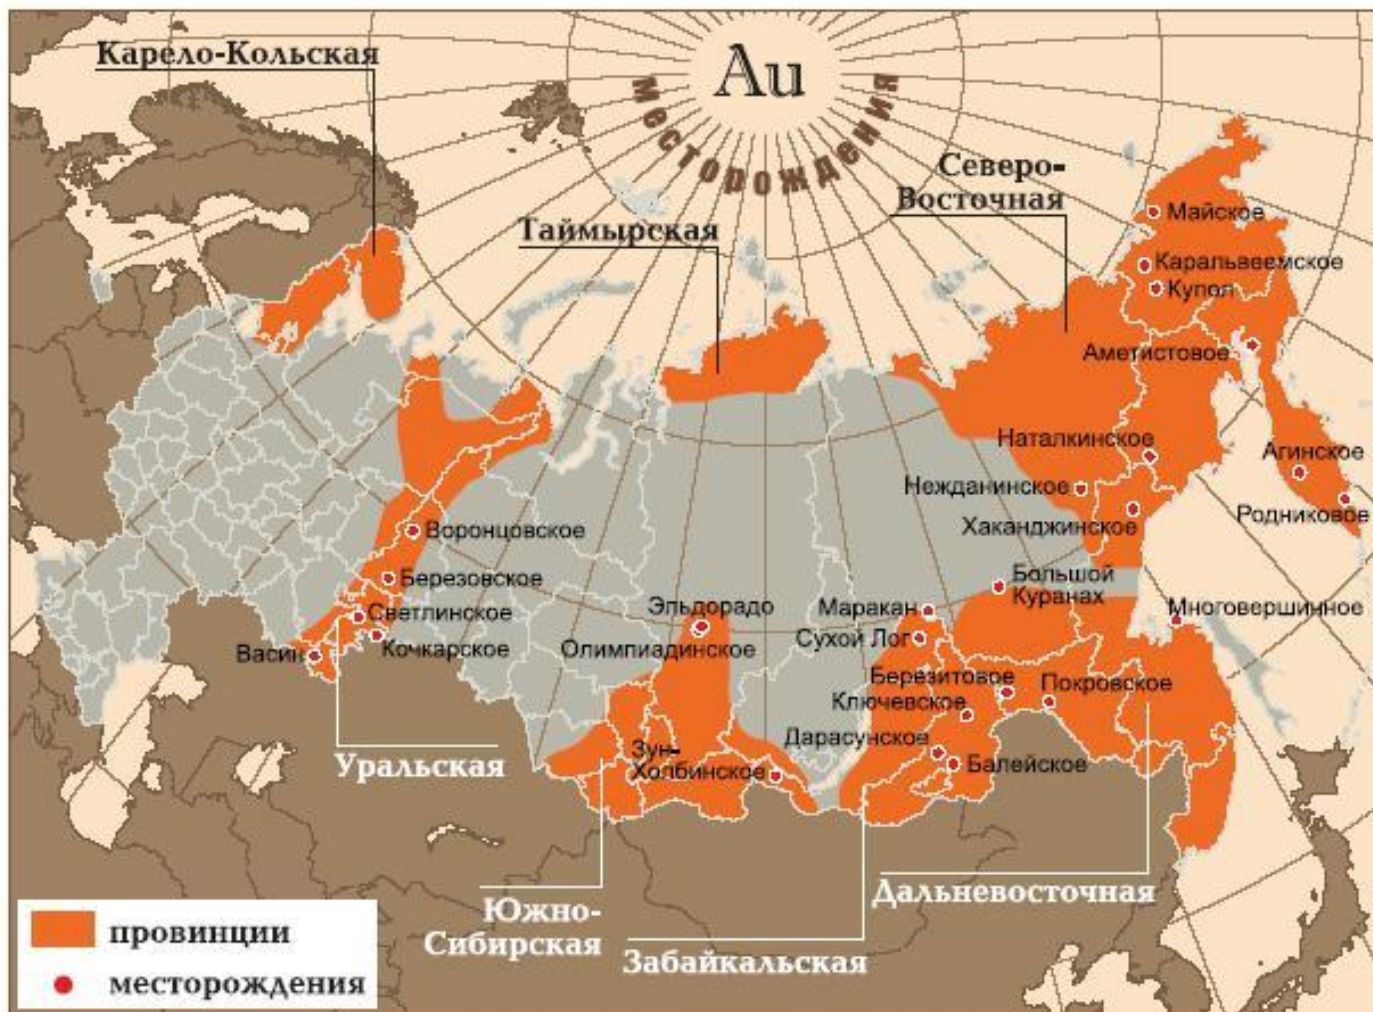 Карело-Кольская
Au
месторождения
Северо-
Восточная
Таймырская
Майское
Каральвеемское
Купол
Аметистовое
Наталкинское
Агинское
Нежданинское
Родниковое
Хаканджинское
Воронцовское
Березовское
Большой
Куранах
Эльдорадо
Маракан
Многовершинное
Светлинское
Сухой Лог
Васин
Кочкарское
Олимпиадинское
Березитовое
Покровское
Ключевское
Дарасунское
Зун-
Холбинское
Балейское
Уральская
Дальневосточная
Южно-
Сибирская
Забайкальская
провинции
месторождения